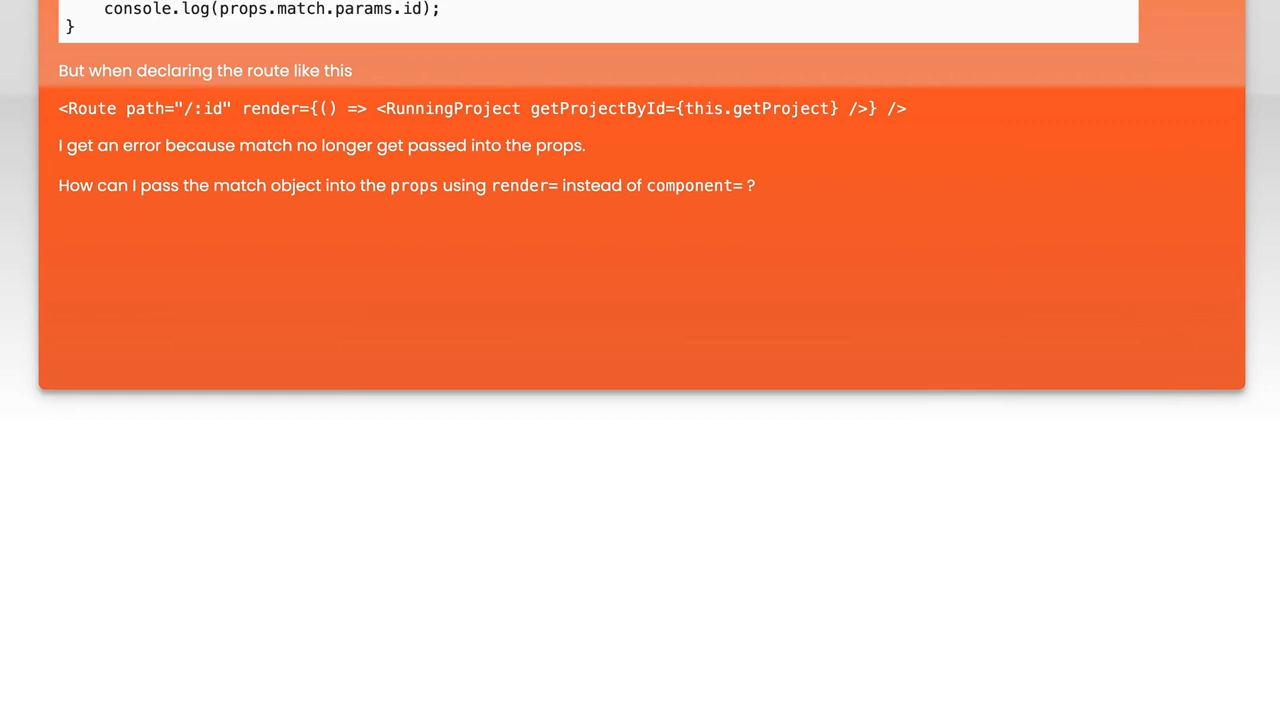 console.log(props.match.params.id);
}
But when declaring the route like this
<Route path="/:id" render={() => <RunningProject getProjectById={this.getProject} />} />
I get an error because match no longer get passed into the props.
How can I pass the match object into the props using render= instead of component= ?